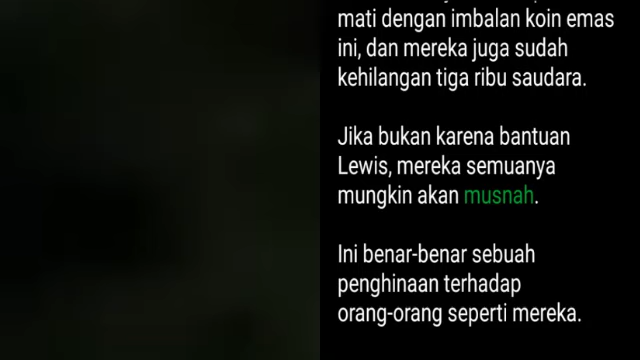 mati dengan imbalan koin emas
ini, dan mereka juga sudah
kehilangan tiga ribu saudara.
Jika bukan karena bantuan
Lewis, mereka semuanya
mungkin akan musnah.
Ini benar-benar sebuah
penghinaan terhadap
orang-orang seperti mereka.